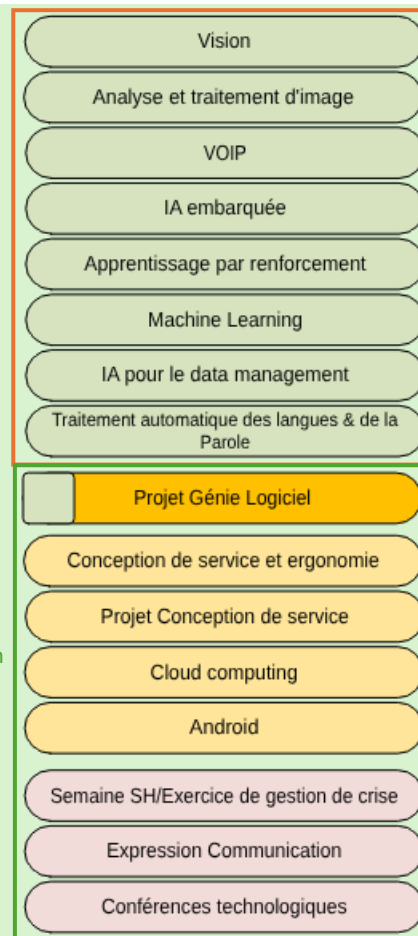 Vision
Analyse et traitement d'image
VOIP
IA embarquée
Apprentissage par renforcement
Machine Learning
IA pour le data management
Traitement automatique des langues & de la
Parole
Projet Génie Logiciel
Conception de service et ergonomie
Projet Conception de service
Cloud computing
Android
Semaine SH/Exercice de gestion de crise
Expression Communication
Conférences technologiques